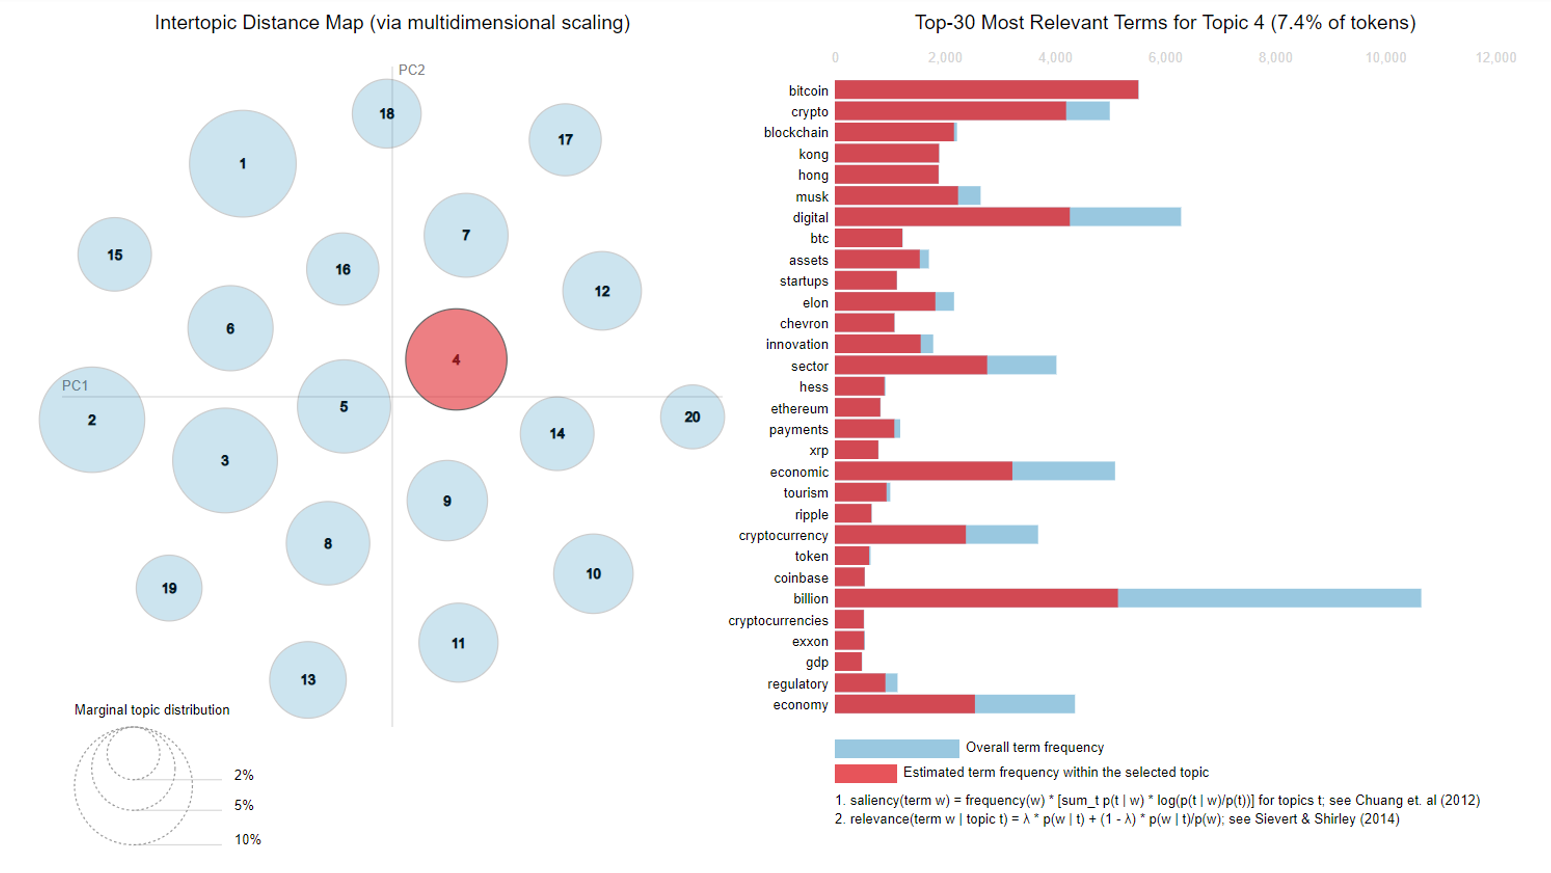 Intertopic Distance Map (via multidimensional scaling)
PC2
18
17
1
7
15
16
12
6
4
PC1
2
5
20
14
3
9
8
10
19
11
13
Marginal topic distribution
2%
5%
10%
Top-30 Most Relevant Terms for Topic 4 (7.4% of tokens)
0 2,000 4,000 6,000 8,000 10,000 12,000
bitcoin
crypto
blockchain
kong
hong
musk
digital
btc
assets
startups
elon
chevron
innovation
sector
hess
ethereum
payments
xrp
economic
tourism
ripple
cryptocurrency
token
coinbase
billion
cryptocurrencies
exxon
gdp
regulatory
economy
Overall term frequency
Estimated term frequency within the selected topic
1. saliency(term w) = frequency(w) * [sum_t p(t | w) * log(p(t | w)/p(t))] for topics t; see Chuang et. al (2012)
2. relevance(term w | topic t) = λ * p(w | t) + (1 - λ) * p(w | t)/p(w); see Sievert & Shirley (2014)